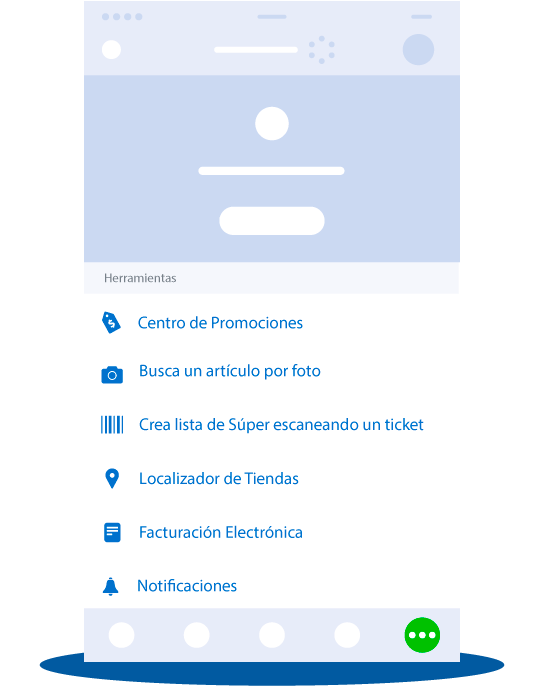 Herramientas
Centro de Promociones
Busca un artículo por foto
Crea lista de Súper escaneando un ticket
Localizador de Tiendas
Facturación Electrónica
Notificaciones